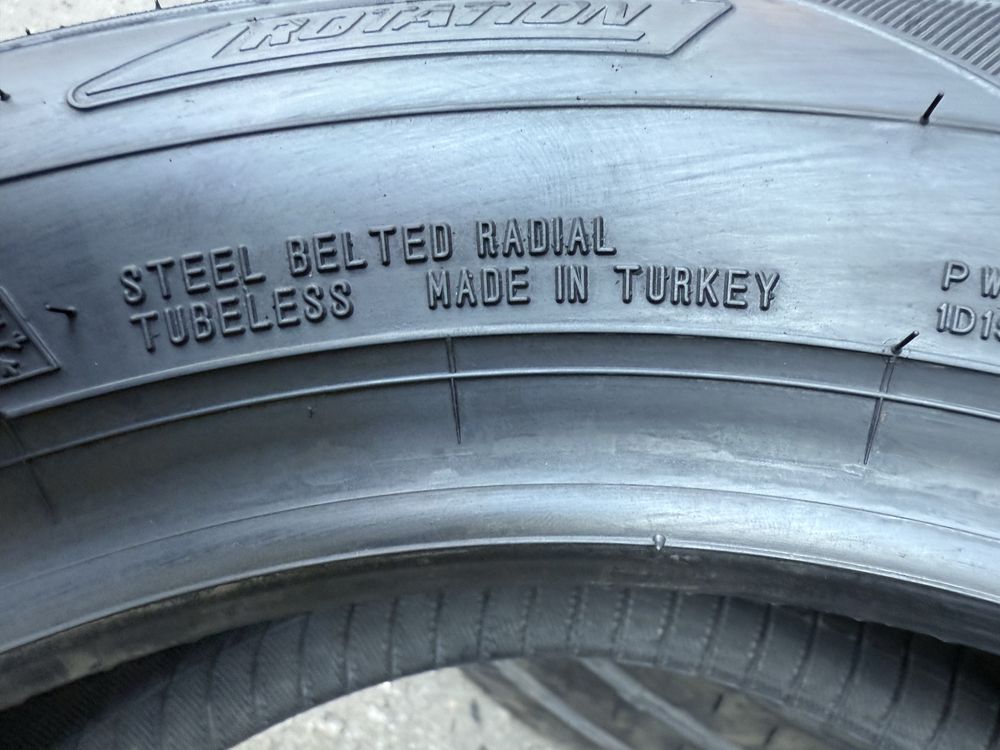 ROTATION
STEEL BELTED RADIAL
TUBELESS MADE IN TURKEY